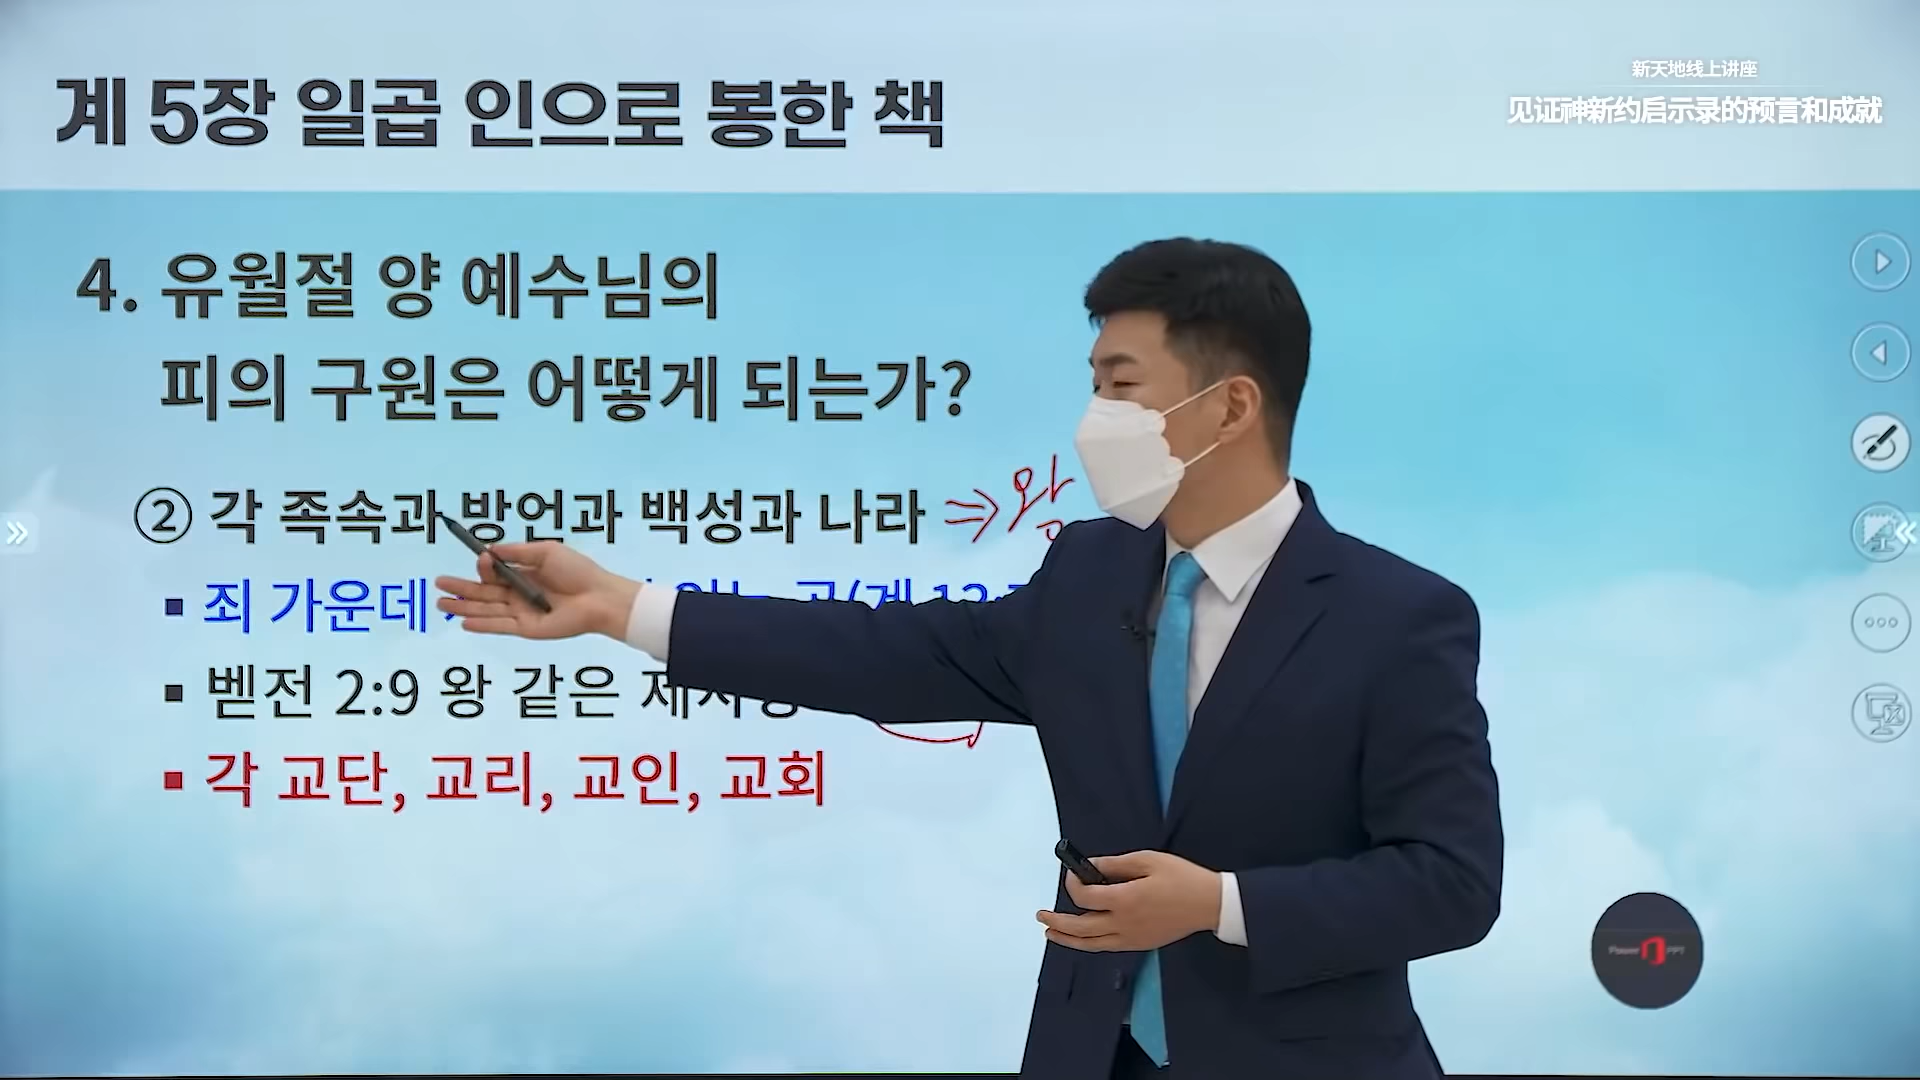 계 5장 일곱 인으로 봉한 책
新天地线上讲座
见证神新约启示录的预言和成就
4. 유월절 양 예수님의
피의 구원은 어떻게 되는가?
② 각 족속과 방언과 백성과 나라 ⇒ 왕
▪ 죄 가운데
▪ 벧전 2:9 왕 같은
▪ 각 교단, 교리, 교인, 교회
Power PPT